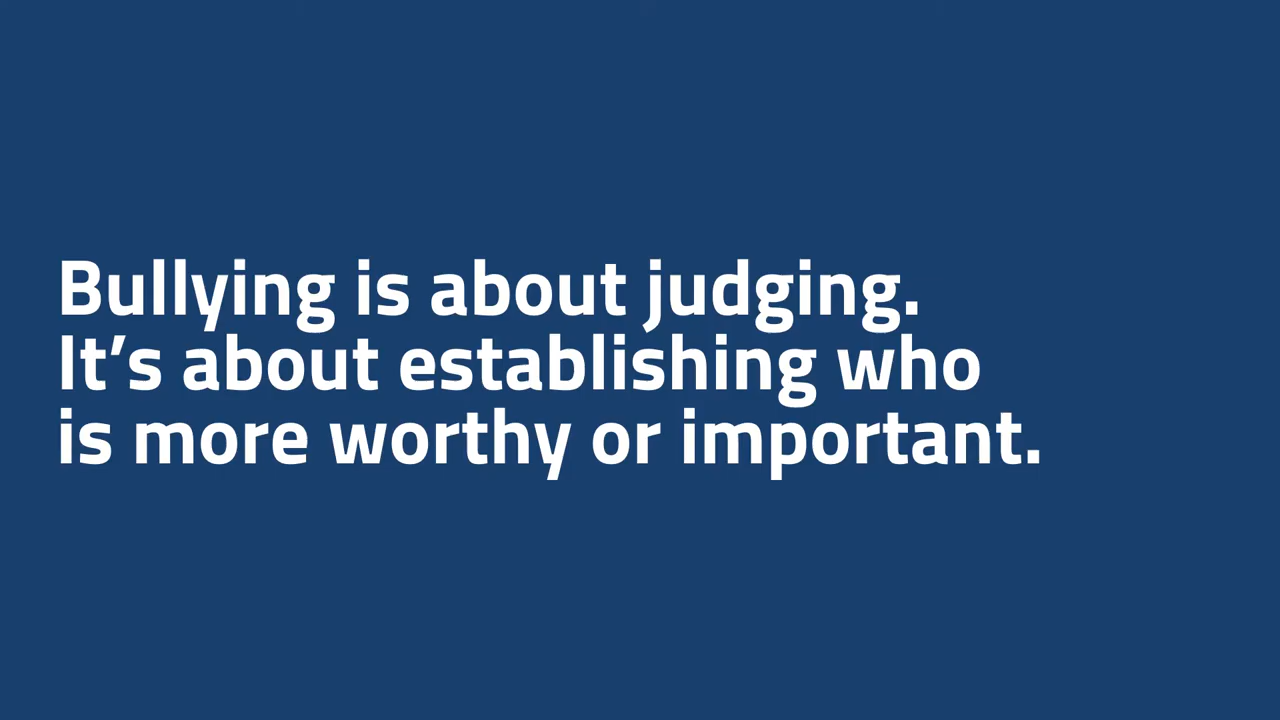 Bullying is about judging.
It’s about establishing who
is more worthy or important.